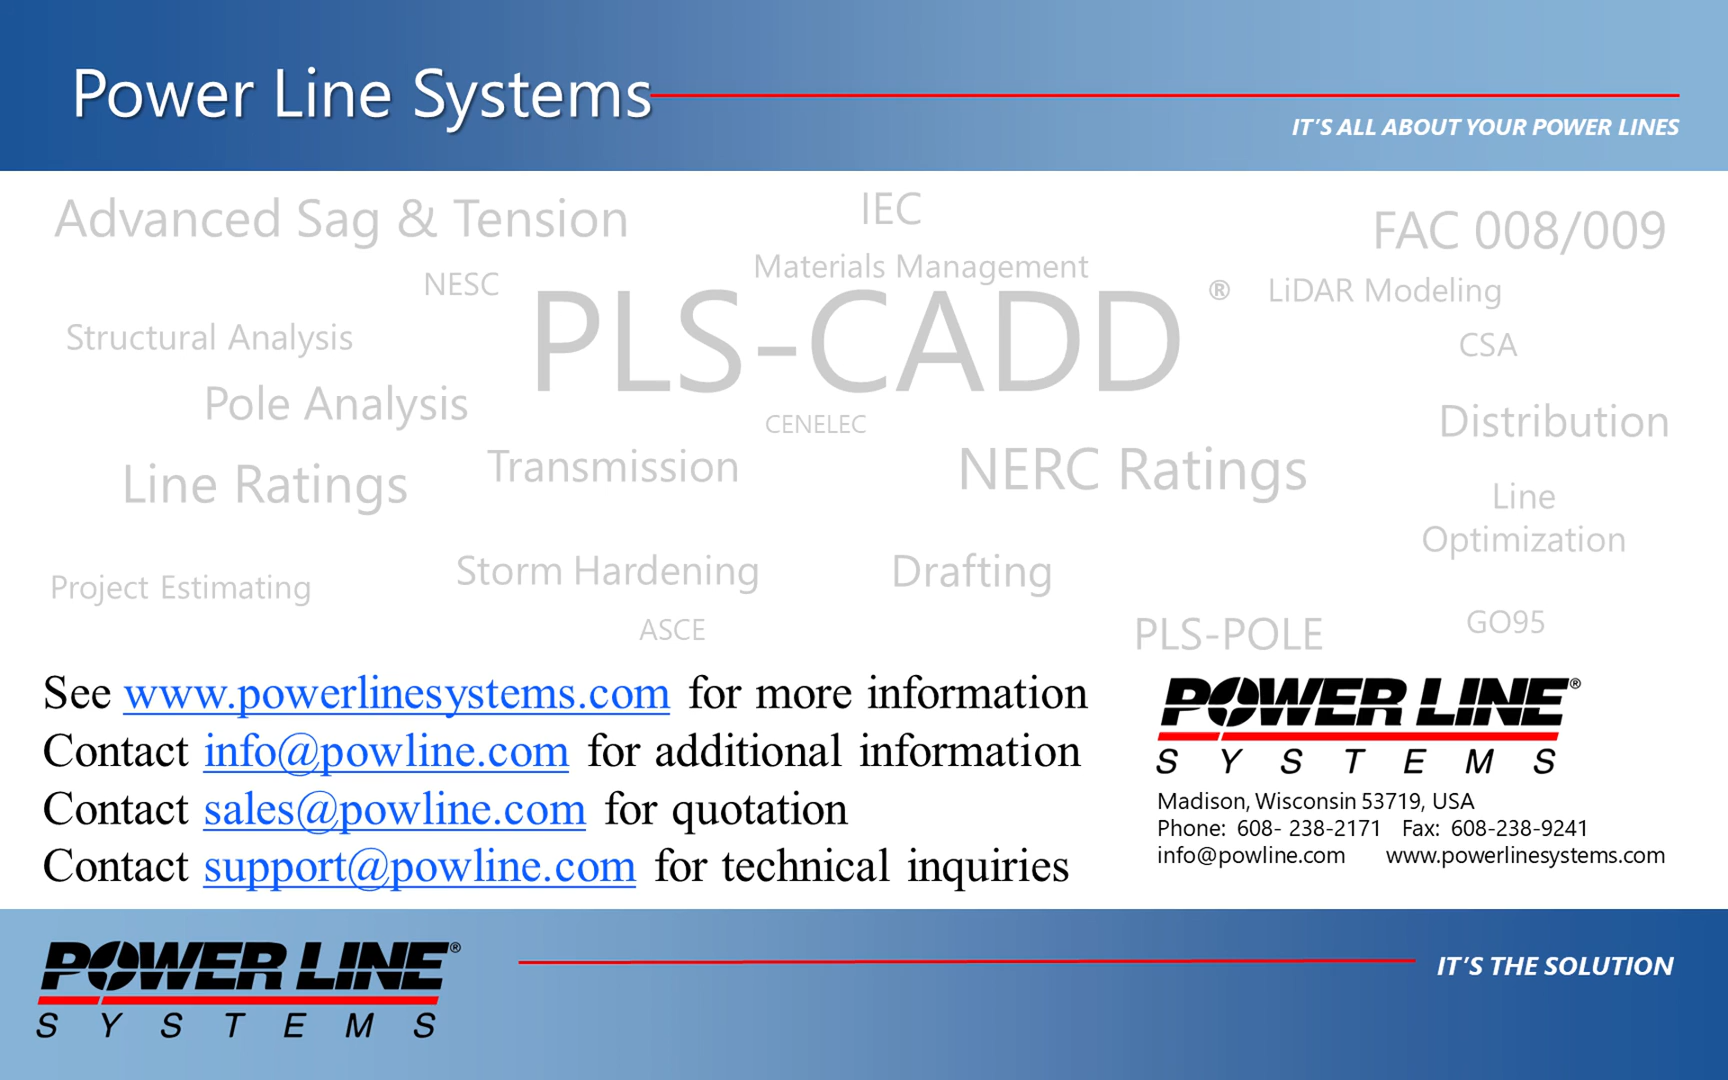 Power Line Systems
IT'S ALL ABOUT YOUR POWER LINES
Advanced Sag & Tension
IEC
FAC 008/009
NESC
Materials Management
LiDAR Modeling
PLS-CADD ®
Structural Analysis
CSA
Pole Analysis
CENELEC
Distribution
Line Ratings
Transmission
NERC Ratings
Line
Optimization
Project Estimating
Storm Hardening
Drafting
ASCE
PLS-POLE
GO95
See www.powerlinesystems.com for more information
Contact info@powline.com for additional information
Contact sales@powline.com for quotation
Contact support@powline.com for technical inquiries
POWER LINE®
SYSTEMS
Madison, Wisconsin 53719, USA
Phone: 608- 238-2171 Fax: 608-238-9241
info@powline.com www.powerlinesystems.com
POWER LINE®
SYSTEMS
IT'S THE SOLUTION